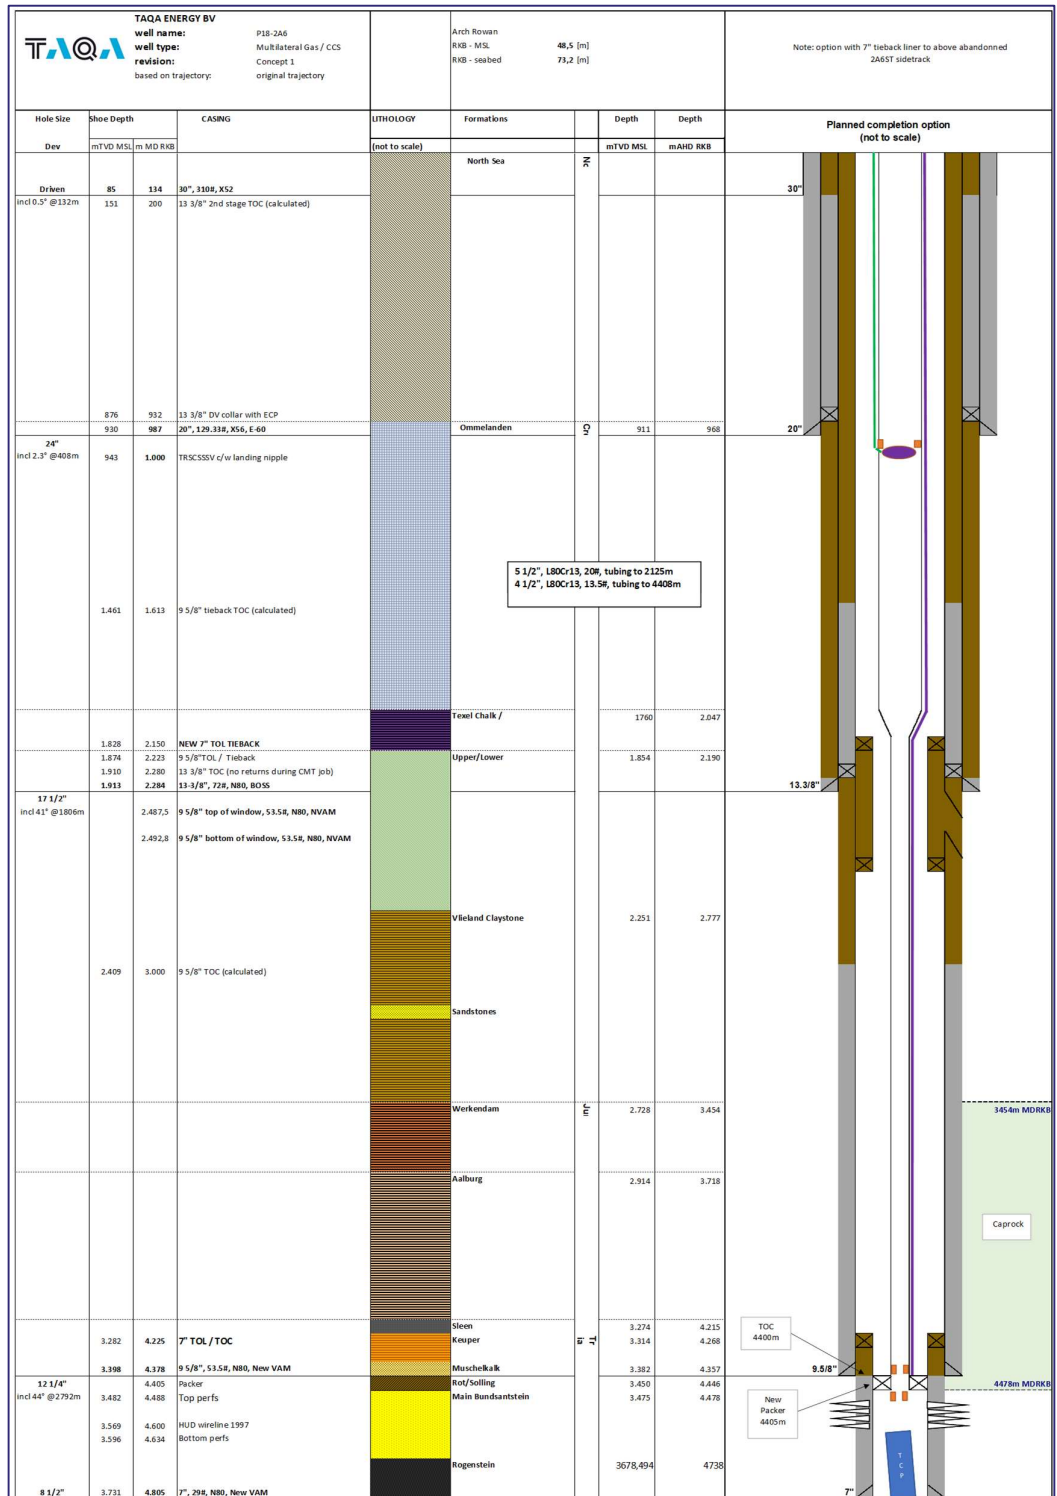 TAQA
TAQA ENERGY BV
well name: P18-2A6
well type: Multilateral Gas / CCS
revision: Concept 1
based on trajectory: original trajectory
Arch Rowan
RKB - MSL 48,5 [m]
RKB - seabed 73,2 [m]
Note: option with 7" tieback liner to above abandonned
2A6ST sidetrack
Hole Size Shoe Depth CASING LITHOLOGY Formations Depth Depth
Planned completion option
(not to scale)
Dev mTVD MSL m MD RKB (not to scale) mTVD MSL mAHD RKB
North Sea
Nc
Driven 85 134 30", 310#, X52 30"
incl 0.5° @132m 151 200 13 3/8" 2nd stage TOC (calculated)
876 932 13 3/8" DV collar with ECP
930 987 20", 129.33#, X56, E-60 Ommelanden Cr 911 968 20"
24"
incl 2.3° @408m 943 1.000 TRSCSSSV c/w landing nipple
5 1/2", L80Cr13, 20#, tubing to 2125m
4 1/2", L80Cr13, 13.5#, tubing to 4408m
1.461 1.613 9 5/8" tieback TOC (calculated)
Texel Chalk / 1760 2.047
1.828 2.150 NEW 7" TOL TIEBACK
1.874 2.223 9 5/8"TOL / Tieback Upper/Lower 1.854 2.190
1.910 2.280 13 3/8" TOC (no returns during CMT job)
1.913 2.284 13-3/8", 72#, N80, BOSS 13.3/8"
17 1/2"
incl 41° @1806m 2.487,5 9 5/8" top of window, 53.5#, N80, NVAM
2.492,8 9 5/8" bottom of window, 53.5#, N80, NVAM
Vlieland Claystone 2.251 2.777
2.409 3.000 9 5/8" TOC (calculated)
Sandstones
Werkendam Ju 2.728 3.454 3454m MDRKB
Aalburg 2.914 3.718
Caprock
Sleen 3.274 4.215
3.282 4.225 7" TOL / TOC Keuper Tria 3.314 4.268
TOC
4400m
3.398 4.378 9 5/8", 53.5#, N80, New VAM Muschelkalk 3.382 4.357 9.5/8"
12 1/4" 4.405 Packer Rot/Solling 3.450 4.446 4478m MDRKB
incl 44° @2792m 3.482 4.488 Top perfs Main Bundsantstein 3.475 4.478
New
Packer
4405m
3.569 4.600 HUD wireline 1997
3.596 4.634 Bottom perfs
Rogenstein 3678,494 4738
T
C
P
8 1/2" 3.731 4.805 7", 29#, N80, New VAM 7"